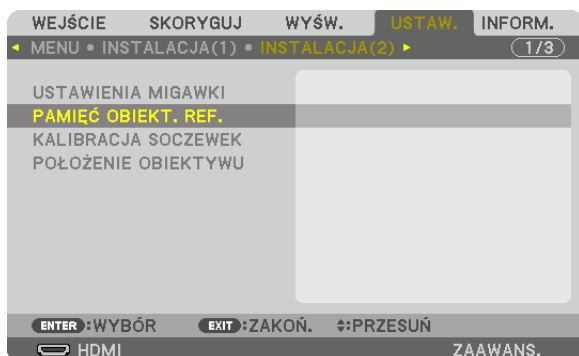 WEJŚCIE SKORYGUJ WYŚW. USTAW. INFORM.
MENU • INSTALACJA(1) • INSTALACJA(2) 1/3
USTAWIENIA MIGAWKI
PAMIĘĆ OBIEKT. REF.
KALIBRACJA SOCZEWEK
POŁOŻENIE OBIEKTYWU
ENTER :WYBÓR EXIT :ZAKOŃ. :PRZESUŃ
HDMI ZAAWANS.